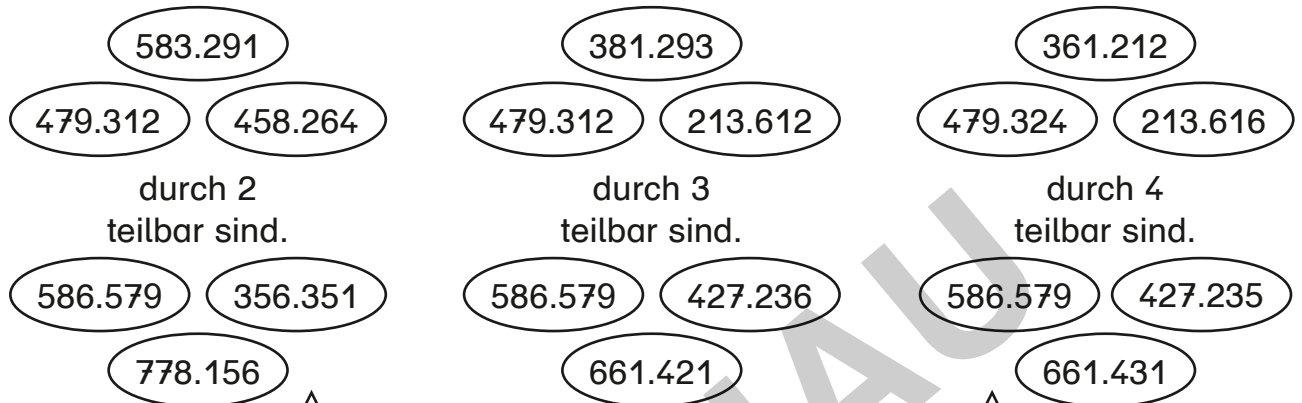 583.291 381.293 361.212
479.312 458.264 479.312 213.612 479.324 213.616
durch 2 durch 3 durch 4
teilbar sind. teilbar sind. teilbar sind.
586.579 356.351 586.579 427.236 586.579 427.235
778.156 661.421 661.431
AU